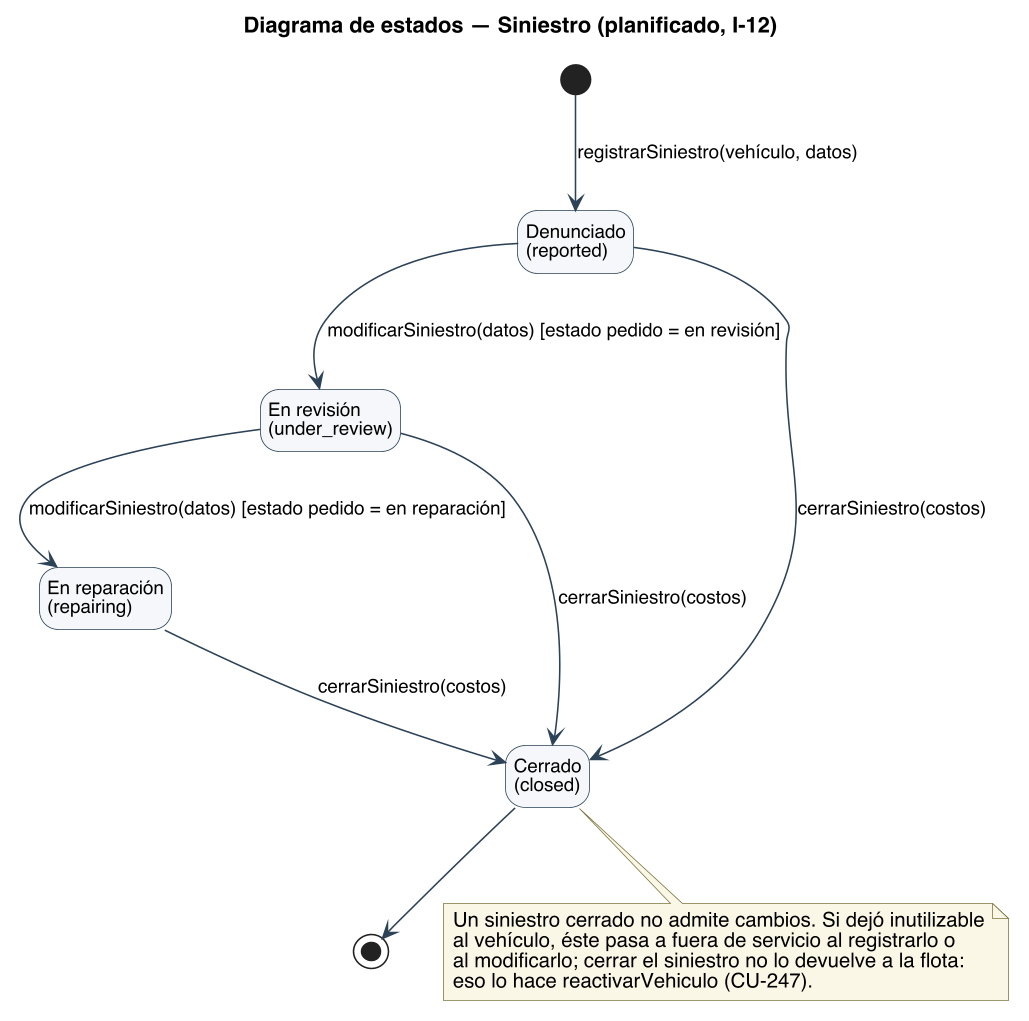 Diagrama de estados — Siniestro (planificado, I-12)
registrarSiniestro(vehículo, datos)
Denunciado
(reported)
modificarSiniestro(datos) [estado pedido = en revisión]
En revisión
(under_review)
modificarSiniestro(datos) [estado pedido = en reparación]
cerrarSiniestro(costos)
En reparación
(repairing)
cerrarSiniestro(costos)
cerrarSiniestro(costos)
Cerrado
(closed)
Un siniestro cerrado no admite cambios. Si dejó inutilizable
al vehículo, éste pasa a fuera de servicio al registrarlo o
al modificarlo; cerrar el siniestro no lo devuelve a la flota:
eso lo hace reactivarVehiculo (CU-247).